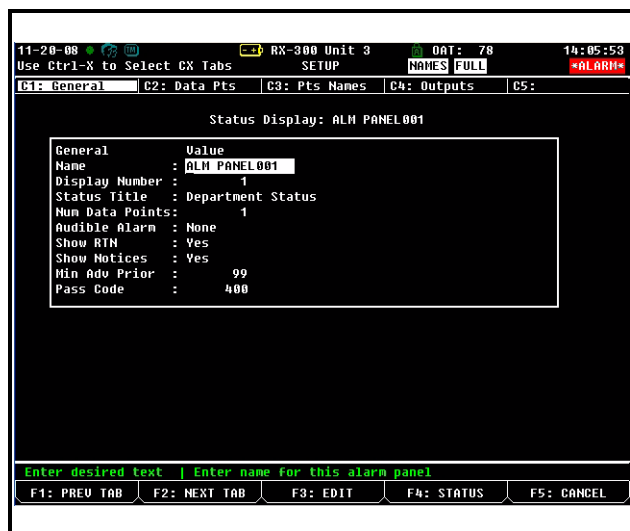 11-20-08 RX-300 Unit 3 OAT: 78 14:05:53
Use Ctrl-X to Select CX Tabs SETUP NAMES FULL *ALARM*
C1: General C2: Data Pts C3: Pts Names C4: Outputs C5:
Status Display: ALM PANEL001
General Value
Name : ALM PANEL001
Display Number : 1
Status Title : Department Status
Num Data Points: 1
Audible Alarm : None
Show RTN : Yes
Show Notices : Yes
Min Adv Prior : 99
Pass Code : 400
Enter desired text | Enter name for this alarm panel
F1: PREV TAB F2: NEXT TAB F3: EDIT F4: STATUS F5: CANCEL